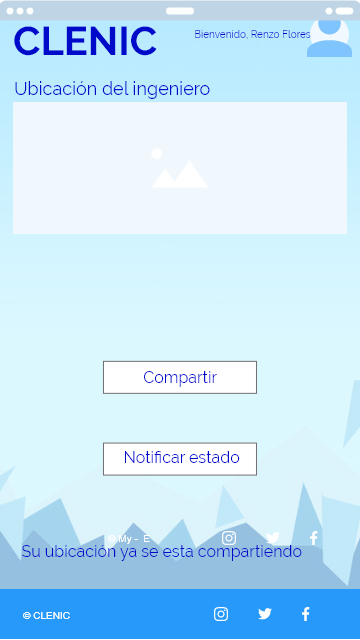 CLENIC
Bienvenido, Renzo Flores
Ubicación del ingeniero
Compartir
Notificar estado
© My - E
Su ubicación ya se esta compartiendo
© CLENIC